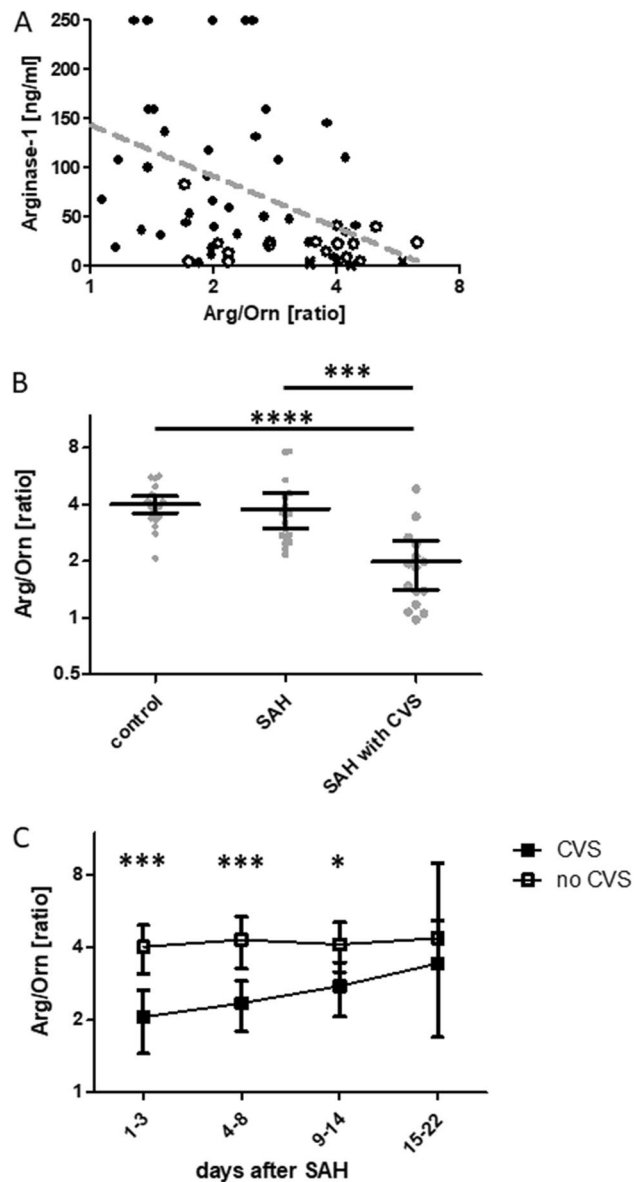 A
Arginase-1 [ng/ml]
250
200
150
100
50
0
1 2 4 8
Arg/Orn [ratio]
B
***
****
Arg/Orn [ratio]
8
4
2
1
0.5
control
SAH
SAH with CVS
C
*** *** *
CVS
no CVS
Arg/Orn [ratio]
8
4
2
1
1-3
4-8
9-14
15-22
days after SAH